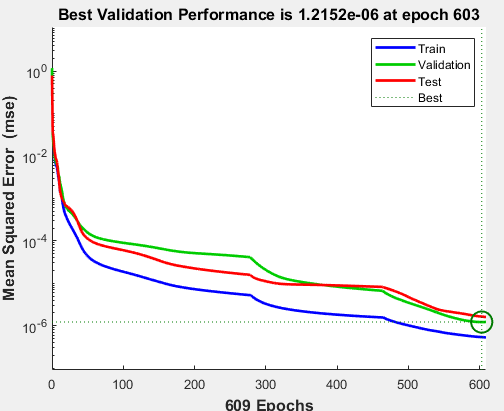 Best Validation Performance is 1.2152e-06 at epoch 603
Mean Squared Error  (mse)
10^0
10^-2
10^-4
10^-6
Train
Validation
Test
Best
0 100 200 300 400 500 600
609 Epochs